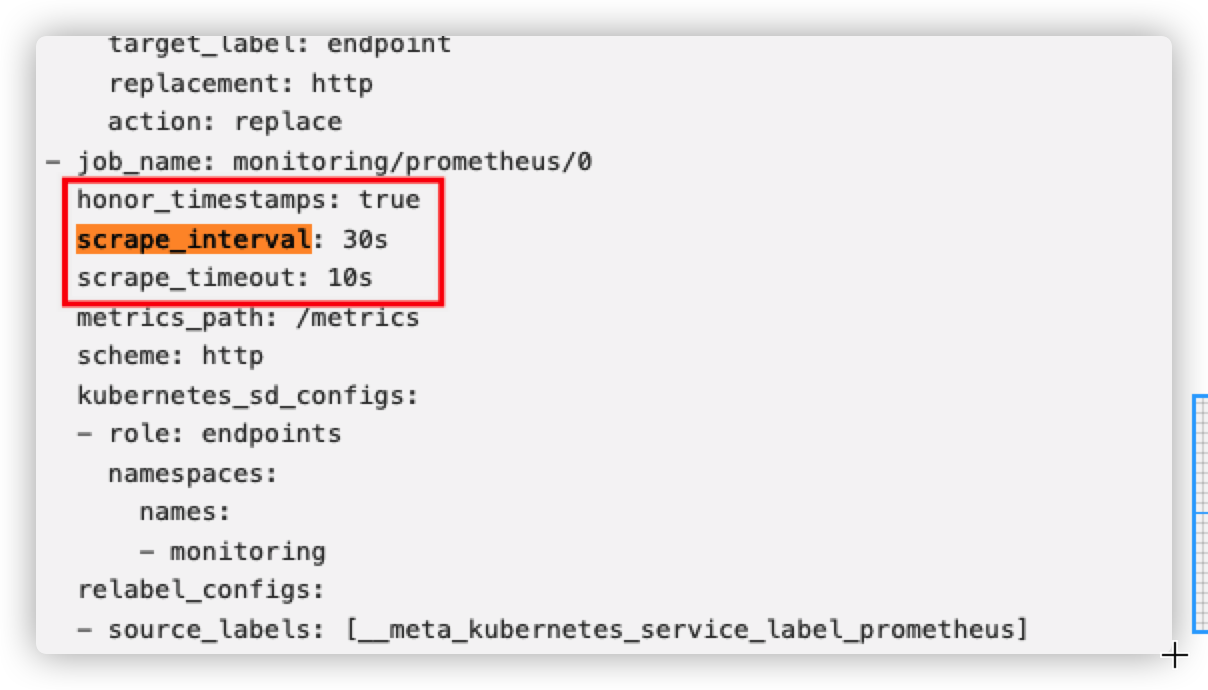 target_label: endpoint
replacement: http
action: replace
- job_name: monitoring/prometheus/0
honor_timestamps: true
scrape_interval: 30s
scrape_timeout: 10s
metrics_path: /metrics
scheme: http
kubernetes_sd_configs:
- role: endpoints
namespaces:
names:
- monitoring
relabel_configs:
- source_labels: [__meta_kubernetes_service_label_prometheus]